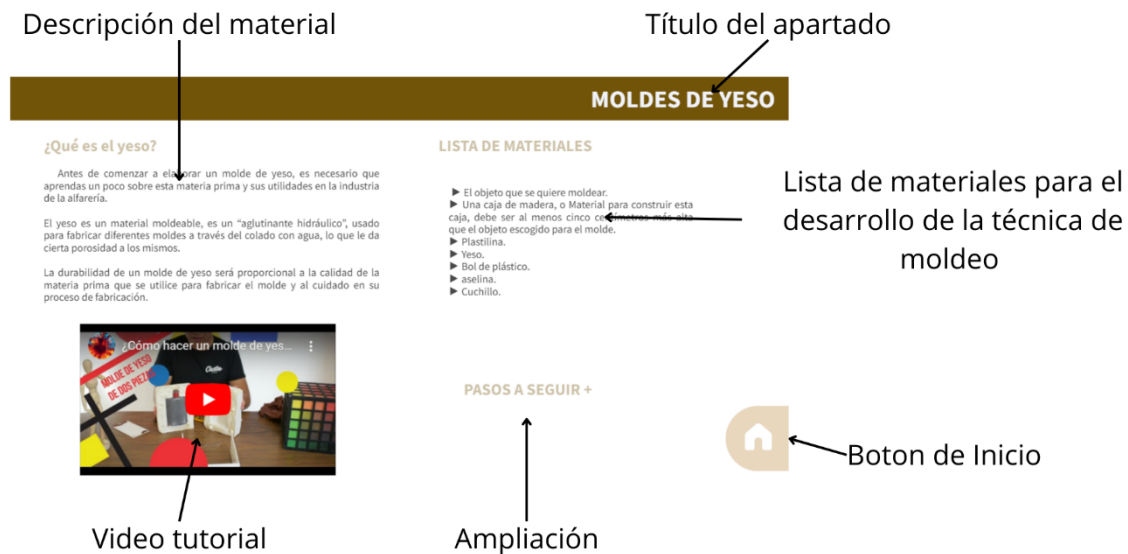 Descripción del material
Título del apartado
MOLDES DE YESO
¿Qué es el yeso?
Antes de comenzar a elaborar un molde de yeso, es necesario que
aprendas un poco sobre esta materia prima y sus utilidades en la industria
de la alfarería.
El yeso es un material moldeable, es un “aglutinante hidráulico”, usado
para fabricar diferentes moldes a través del colado con agua, lo que le da
cierta porosidad a los mismos.
La durabilidad de un molde de yeso será proporcional a la calidad de la
materia prima que se utilice para fabricar el molde y al cuidado en su
proceso de fabricación.
LISTA DE MATERIALES
▶ El objeto que se quiere moldear.
▶ Una caja de madera, o Material para construir esta
caja, debe ser al menos cinco centímetros más alta
que el objeto escogido para el molde.
▶ Plastilina.
▶ Yeso.
▶ Bol de plástico.
▶ aselina.
▶ Cuchillo.
Lista de materiales para el
desarrollo de la técnica de
moldeo
¿Cómo hacer un molde de yes...
MOLDE DE YESO
DE DOS PIEZAS
PASOS A SEGUIR +
Boton de Inicio
Video tutorial
Ampliación